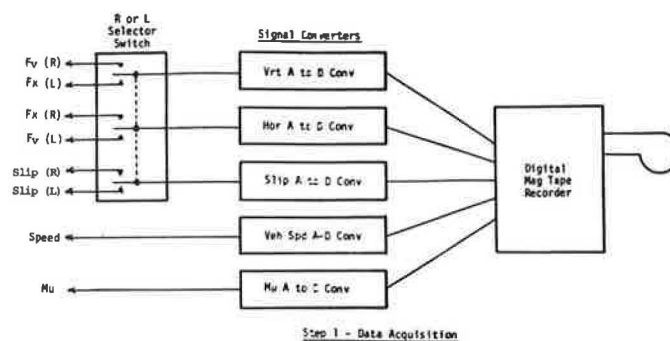 R or L
Selector
Switch
Signal Converters
Fv (R)
Fx (L)
Fx (R)
Fv (L)
Slip (R)
Slip (L)
Speed
Mu
Vrt A to D Conv
Hor A to D Conv
Slip A to D Conv
Veh Spd A-D Conv
Mu A to D Conv
Digital
Mag Tape
Recorder
Step 1 - Data Acquisition